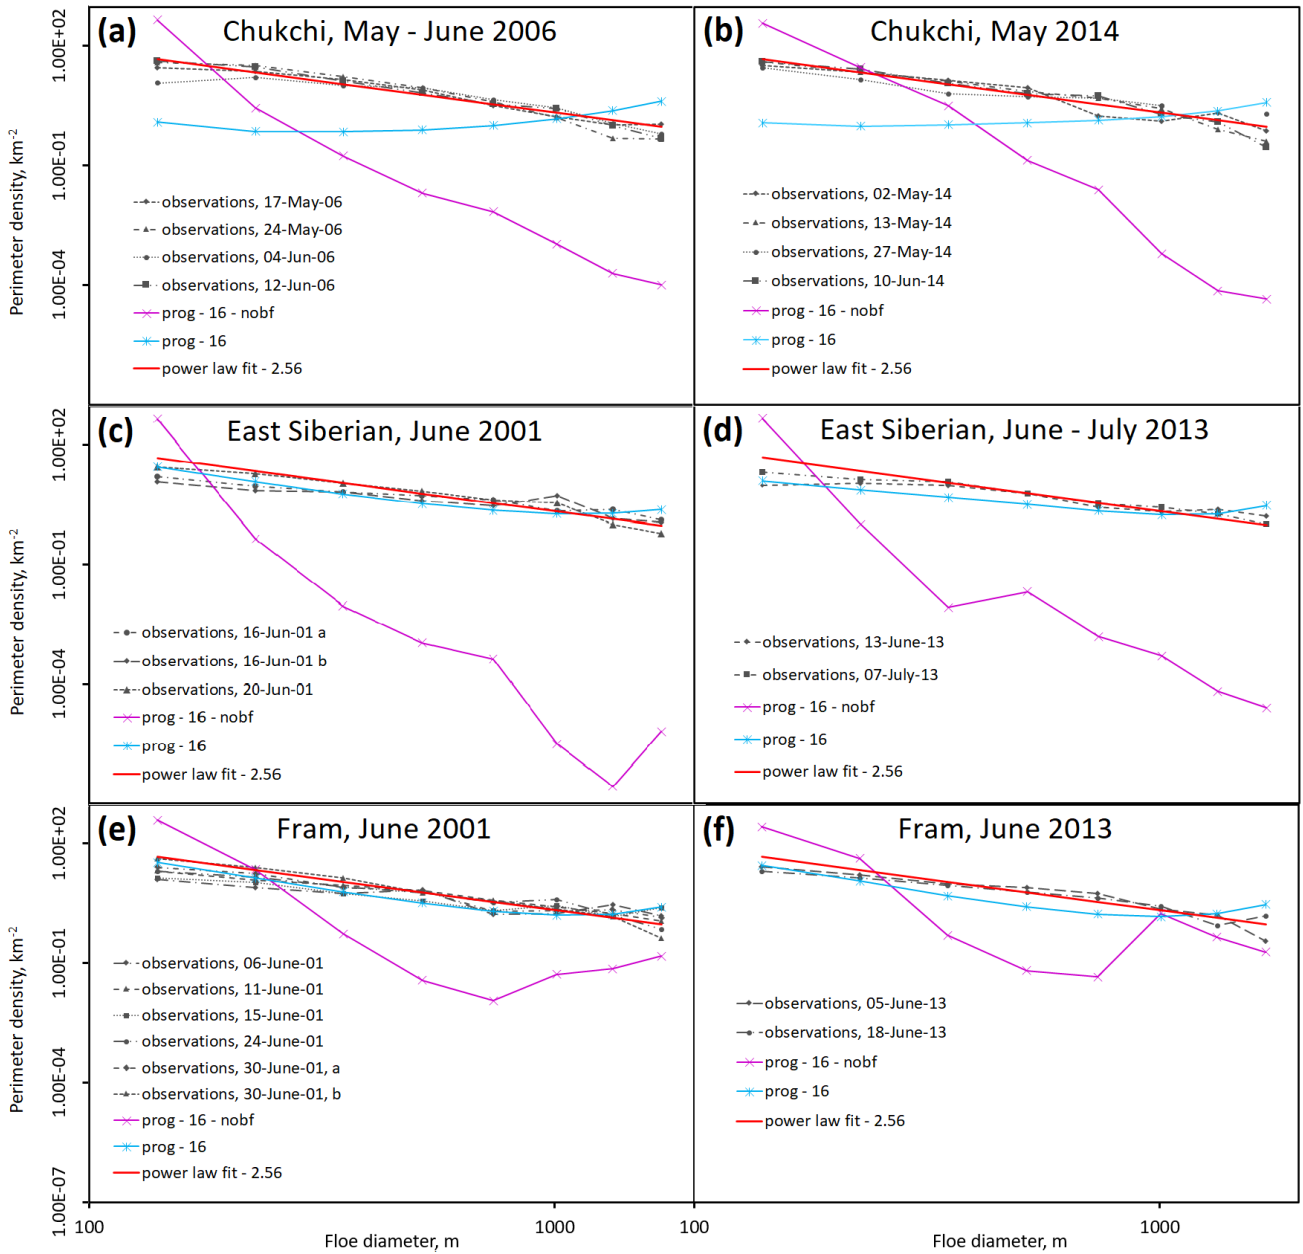 (a) Chukchi, May - June 2006
Perimeter density, km-2
1.00E+02
1.00E-01
1.00E-04
observations, 17-May-06
observations, 24-May-06
observations, 04-Jun-06
observations, 12-Jun-06
prog - 16 - nobf
prog - 16
power law fit - 2.56
(b) Chukchi, May 2014
observations, 02-May-14
observations, 13-May-14
observations, 27-May-14
observations, 10-Jun-14
prog - 16 - nobf
prog - 16
power law fit - 2.56
(c) East Siberian, June 2001
Perimeter density, km-2
1.00E+02
1.00E-01
1.00E-04
observations, 16-Jun-01 a
observations, 16-Jun-01 b
observations, 20-Jun-01
prog - 16 - nobf
prog - 16
power law fit - 2.56
(d) East Siberian, June - July 2013
observations, 13-June-13
observations, 07-July-13
prog - 16 - nobf
prog - 16
power law fit - 2.56
(e) Fram, June 2001
Perimeter density, km-2
1.00E+02
1.00E-01
1.00E-04
1.00E-07
observations, 06-June-01
observations, 11-June-01
observations, 15-June-01
observations, 24-June-01
observations, 30-June-01, a
observations, 30-June-01, b
prog - 16 - nobf
prog - 16
power law fit - 2.56
100
1000
Floe diameter, m
(f) Fram, June 2013
observations, 05-June-13
observations, 18-June-13
prog - 16 - nobf
prog - 16
power law fit - 2.56
100
1000
Floe diameter, m